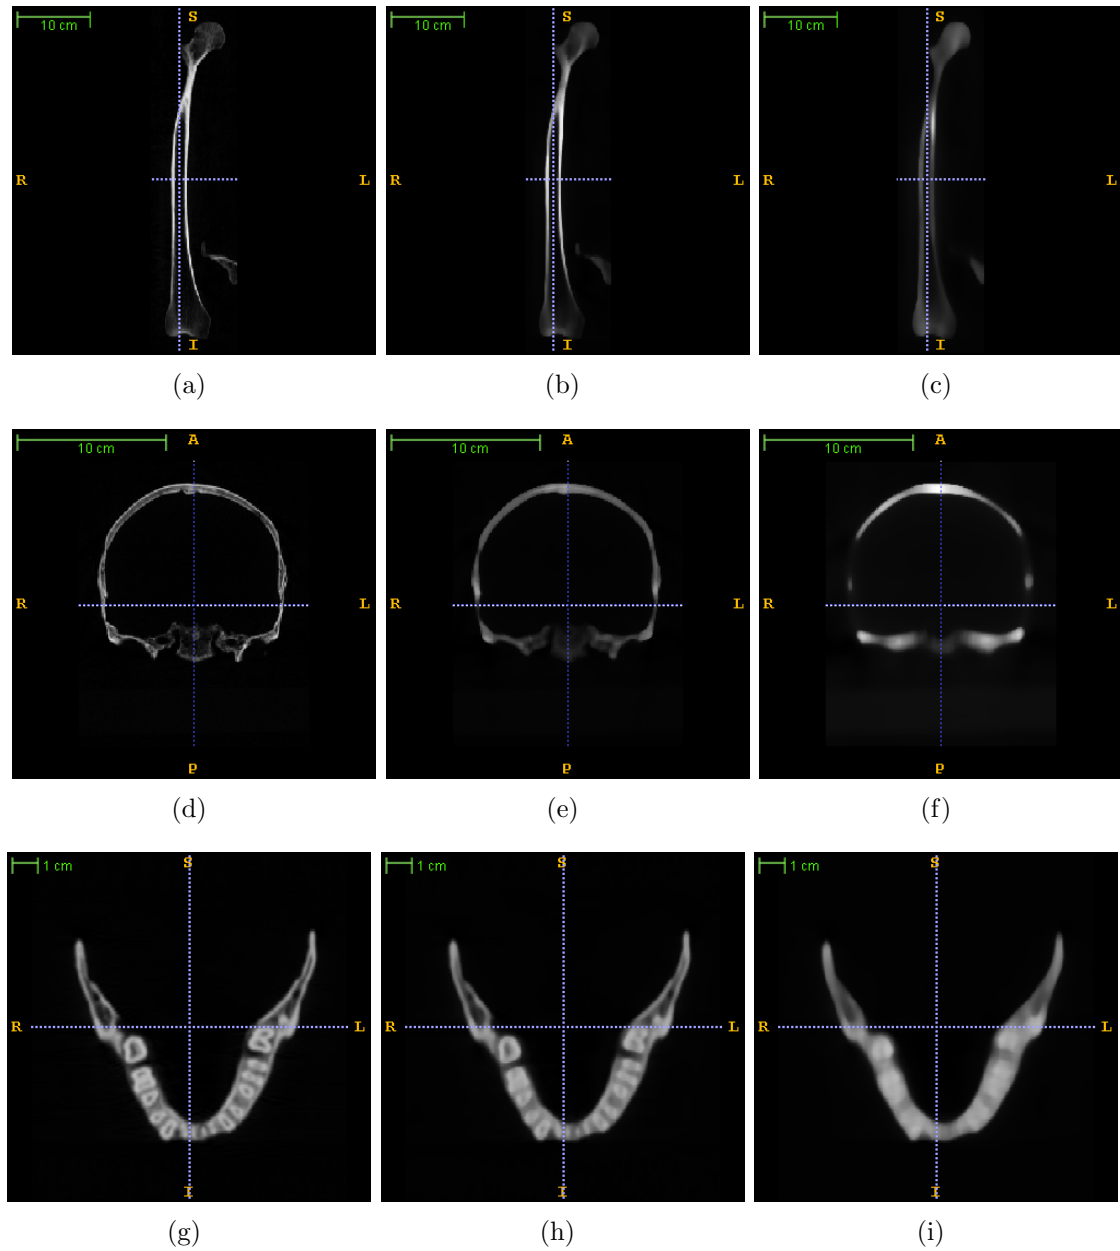 10 cm S 10 cm S 10 cm S
R L R L R L
I I I
(a) (b) (c)
10 cm A 10 cm A 10 cm A
R L R L R L
P P P
(d) (e) (f)
1 cm S 1 cm S 1 cm S
R L R L R L
I I I
(g) (h) (i)